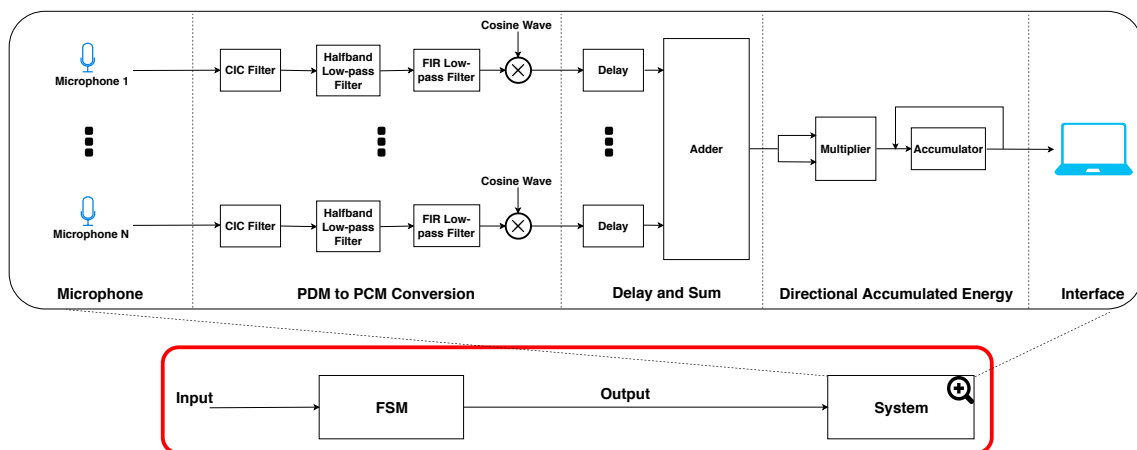 Cosine Wave
Microphone 1
CIC Filter
Halfband
Low-pass
Filter
FIR Low-
pass Filter
Delay
Adder
Multiplier
Accumulator
Cosine Wave
Microphone N
CIC Filter
Halfband
Low-pass
Filter
FIR Low-
pass Filter
Delay
Microphone
PDM to PCM Conversion
Delay and Sum
Directional Accumulated Energy
Interface
Input
FSM
Output
System